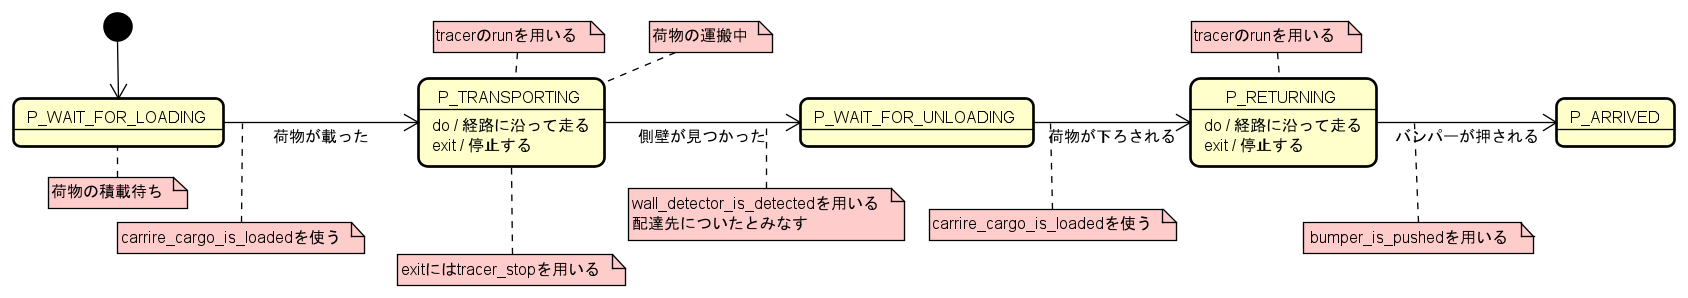 tracerのrunを用いる
荷物の運搬中
tracerのrunを用いる
P_WAIT_FOR_LOADING
荷物が載った
P_TRANSPORTING
do / 経路に沿って走る
exit / 停止する
側壁が見つかった
P_WAIT_FOR_UNLOADING
荷物が下ろされる
P_RETURNING
do / 経路に沿って走る
exit / 停止する
バンパーが押される
P_ARRIVED
荷物の積載待ち
carrire_cargo_is_loadedを使う
exitにはtracer_stopを用いる
wall_detector_is_detectedを用いる
配達先についたとみなす
carrire_cargo_is_loadedを使う
bumper_is_pushedを用いる